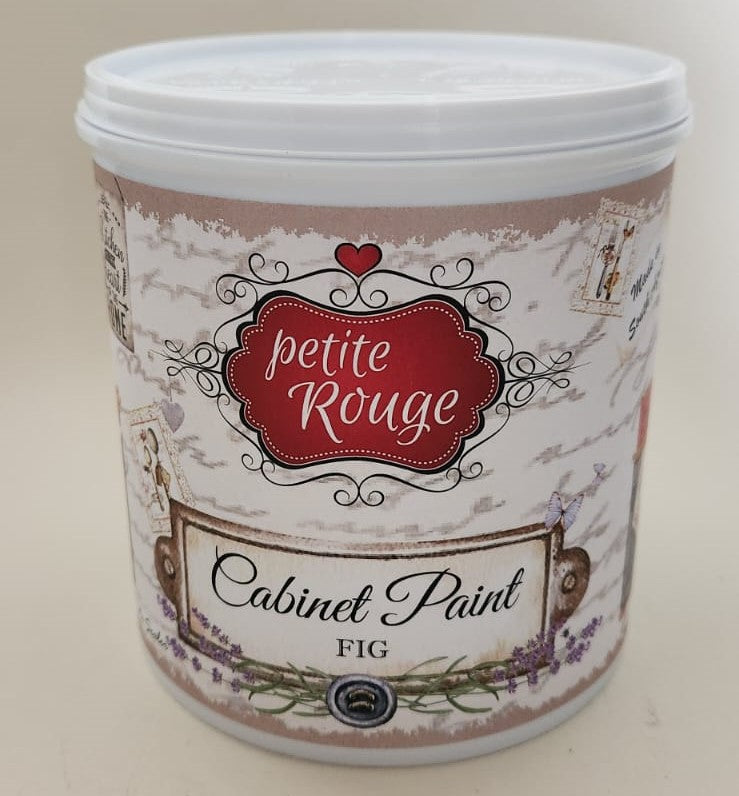 petite
Rouge
Cabinet Paint
FIG